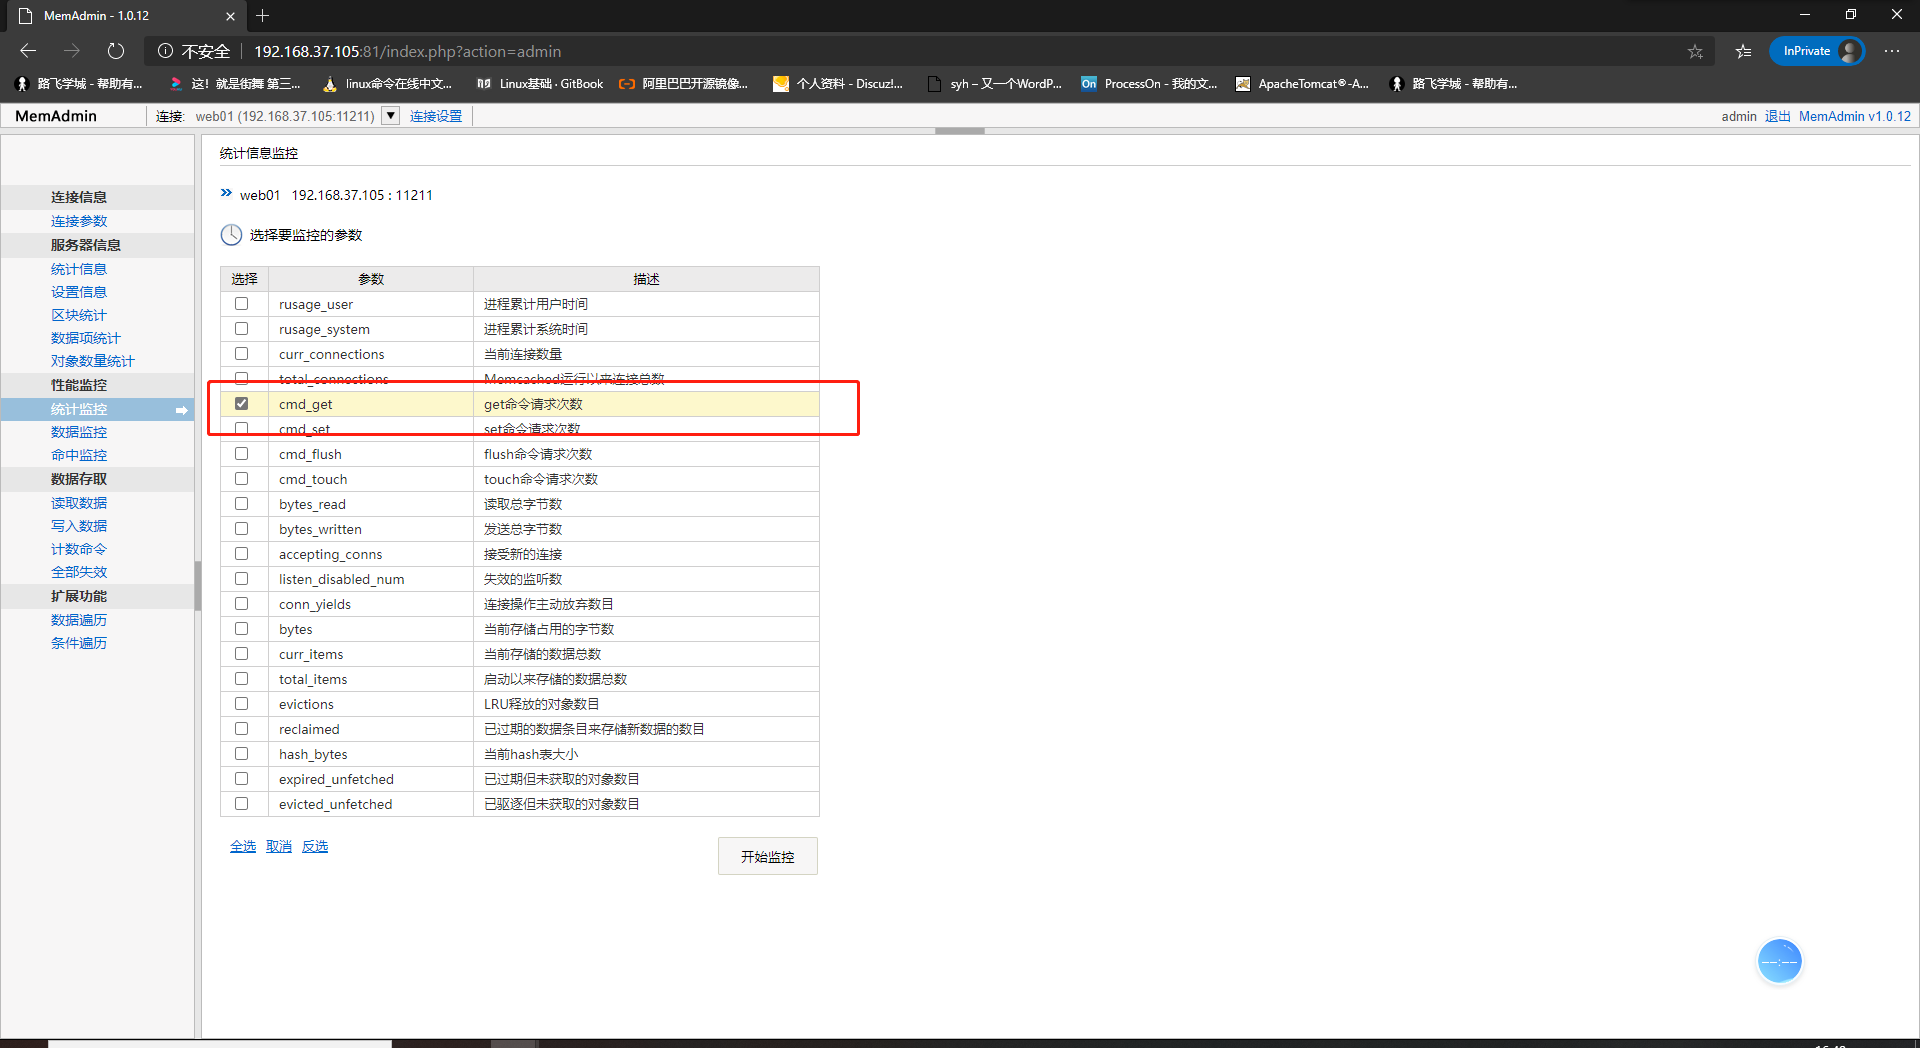 MemAdmin - 1.0.12
不安全 192.168.37.105:81/index.php?action=admin InPrivate
路飞学城 - 帮助有... 这！就是街舞 第三... linux命令在线中文... Linux基础 · GitBook 阿里巴巴开源镜像... 个人资料 - Discuz!... syh – 又一个WordP... On ProcessOn - 我的文... ApacheTomcat®-A... 路飞学城 - 帮助有...
MemAdmin 连接: web01 (192.168.37.105:11211) 连接设置 admin 退出 MemAdmin v1.0.12
连接信息
连接参数
服务器信息
统计信息
设置信息
区块统计
数据项统计
对象数量统计
性能监控
统计监控
数据监控
命中监控
数据存取
读取数据
写入数据
计数命令
全部失效
扩展功能
数据遍历
条件遍历
统计信息监控
» web01 192.168.37.105 : 11211
选择要监控的参数
选择 参数 描述
rusage_user 进程累计用户时间
rusage_system 进程累计系统时间
curr_connections 当前连接数量
total_connections Memcached运行以来连接总数
cmd_get get命令请求次数
cmd_set set命令请求次数
cmd_flush flush命令请求次数
cmd_touch touch命令请求次数
bytes_read 读取总字节数
bytes_written 发送总字节数
accepting_conns 接受新的连接
listen_disabled_num 失效的监听数
conn_yields 连接操作主动放弃数目
bytes 当前存储占用的字节数
curr_items 当前存储的数据总数
total_items 启动以来存储的数据总数
evictions LRU释放的对象数目
reclaimed 已过期的数据条目来存储新数据的数目
hash_bytes 当前hash表大小
expired_unfetched 已过期但未获取的对象数目
evicted_unfetched 已驱逐但未获取的对象数目
全选 取消 反选
开始监控
--:--